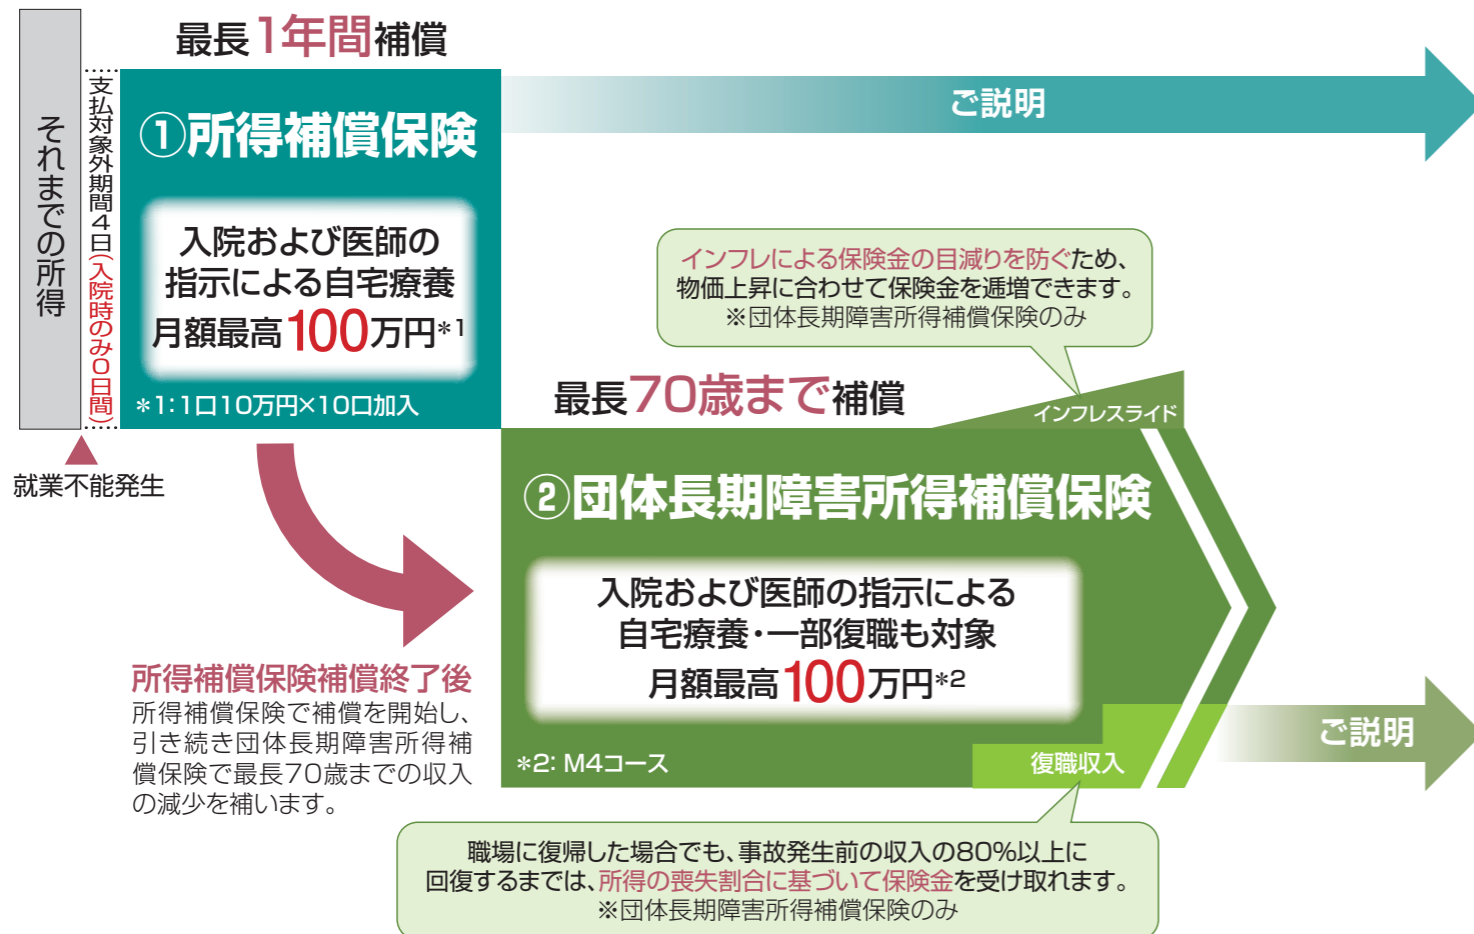 それまでの所得
支払対象外期間4日(入院時のみ0日間)
就業不能発生
最長1年間補償
①所得補償保険
入院および医師の
指示による自宅療養
月額最高100万円*1
*1:1口10万円×10口加入
ご説明
インフレによる保険金の目減りを防ぐため、
物価上昇に合わせて保険金を逓増できます。
※団体長期障害所得補償保険のみ
最長70歳まで補償
インフレスライド
②団体長期障害所得補償保険
入院および医師の指示による
自宅療養・一部復職も対象
月額最高100万円*2
*2:M4コース
復職収入
ご説明
所得補償保険補償終了後
所得補償保険で補償を開始し、
引き続き団体長期障害所得補
償保険で最長70歳までの収入
の減少を補います。
職場に復帰した場合でも、事故発生前の収入の80%以上に
回復するまでは、所得の喪失割合に基づいて保険金を受け取れます。
※団体長期障害所得補償保険のみ